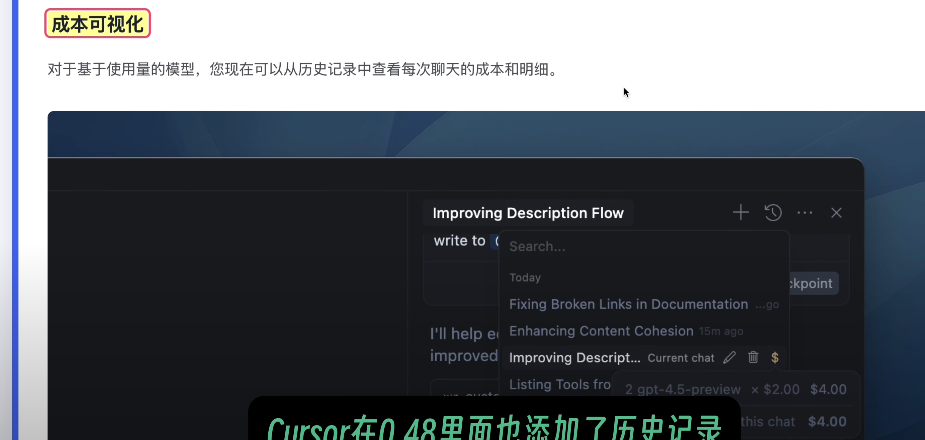 成本可视化
对于基于使用量的模型，您现在可以从历史记录中查看每次聊天的成本和明细。
Improving Description Flow
write to
Search...
Today
ckpoint
Fixing Broken Links in Documentation ...go
Enhancing Content Cohesion 15m ago
I'll help e
improved
Improving Descript... Current chat $
Listing Tools fro
2 gpt-4.5-preview × $2.00 $4.00
this chat $4.00
Cursor在0.48里面也添加了历史记录